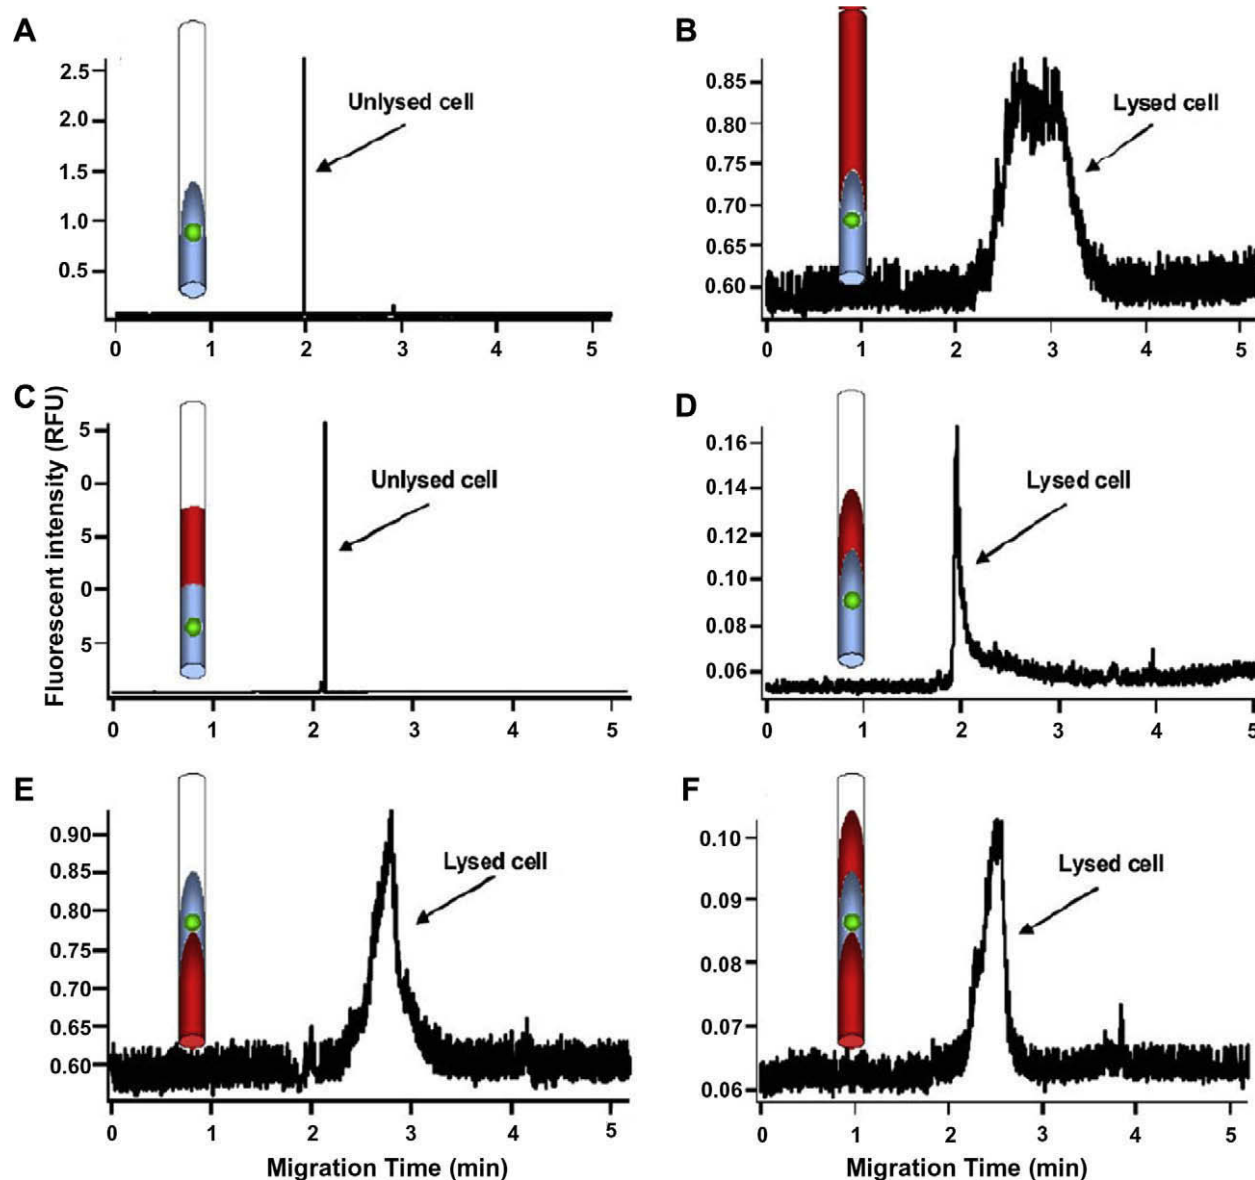 A
2.5
2.0
1.5
1.0
0.5
Unlysed cell
0 1 2 3 4 5
B
0.85
0.80
0.75
0.70
0.65
0.60
Lysed cell
0 1 2 3 4 5
C
Fluorescent intensity (RFU)
5
0
5
0
5
Unlysed cell
0 1 2 3 4 5
D
0.16
0.14
0.12
0.10
0.08
0.06
Lysed cell
0 1 2 3 4 5
E
0.90
0.85
0.80
0.75
0.70
0.65
0.60
Lysed cell
0 1 2 3 4 5
Migration Time (min)
F
0.10
0.09
0.08
0.07
0.06
Lysed cell
0 1 2 3 4 5
Migration Time (min)